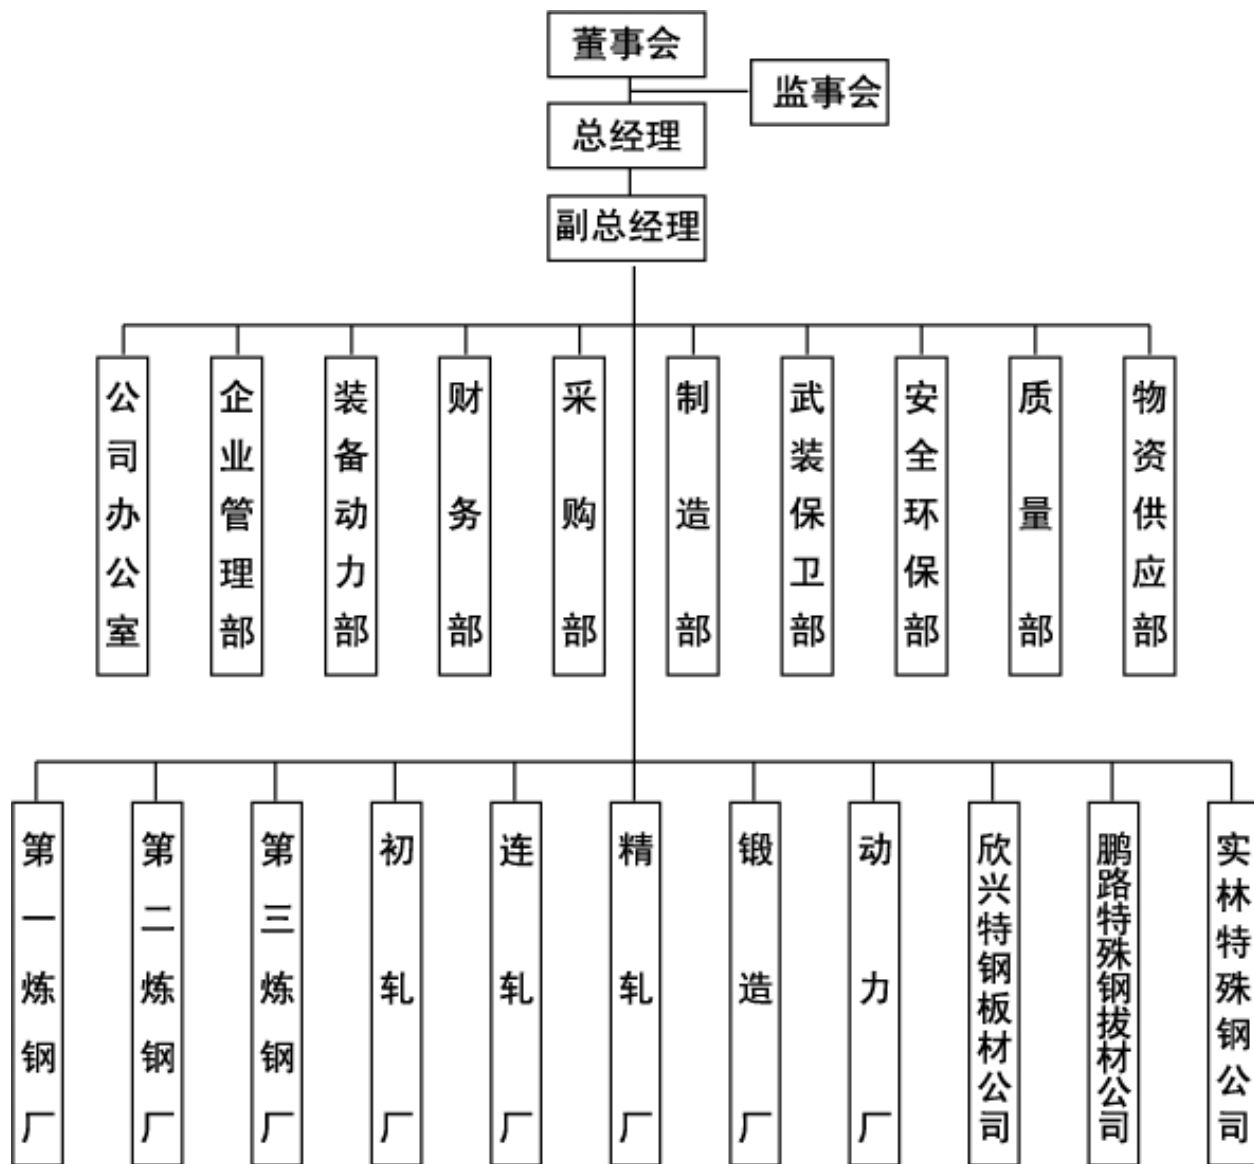 董事会
监事会
总经理
副总经理
公司办公室
企业管理部
装备动力部
财务部
采购部
制造部
武装保卫部
安全环保部
质量部
物资供应部
第一炼钢厂
第二炼钢厂
第三炼钢厂
初轧厂
连轧厂
精轧厂
锻造厂
动力厂
欣兴特钢板材公司
鹏路特殊钢拔材公司
实林特殊钢公司